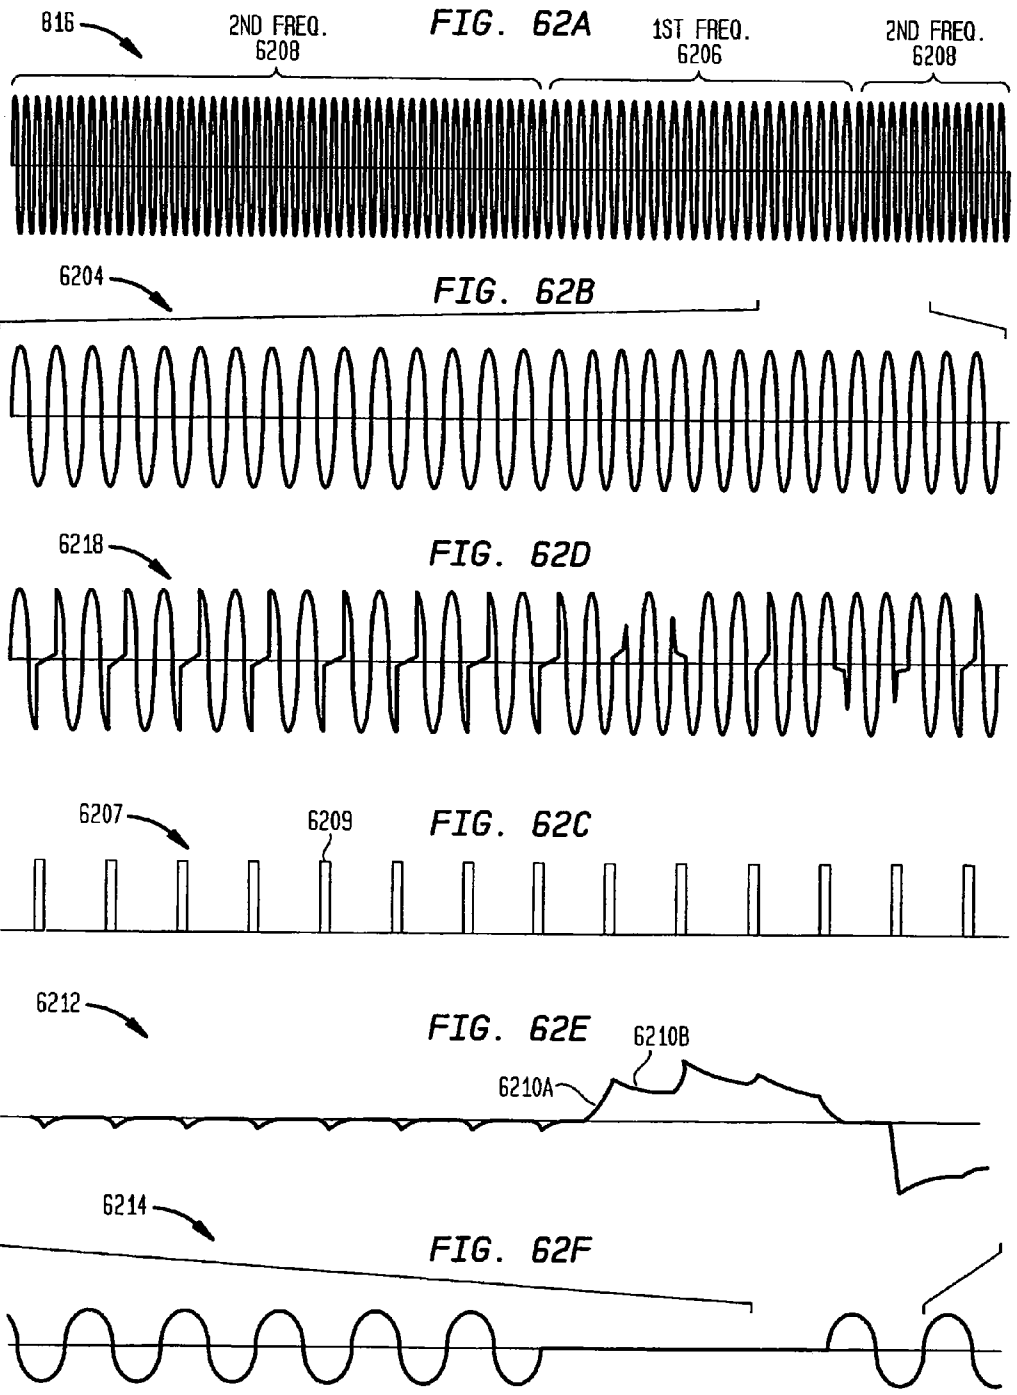 816
2ND FREQ.
6208
FIG. 62A
1ST FREQ.
6206
2ND FREQ.
6208
6204
FIG. 62B
6218
FIG. 62D
6207
6209
FIG. 62C
6212
FIG. 62E
6210B
6210A
6214
FIG. 62F